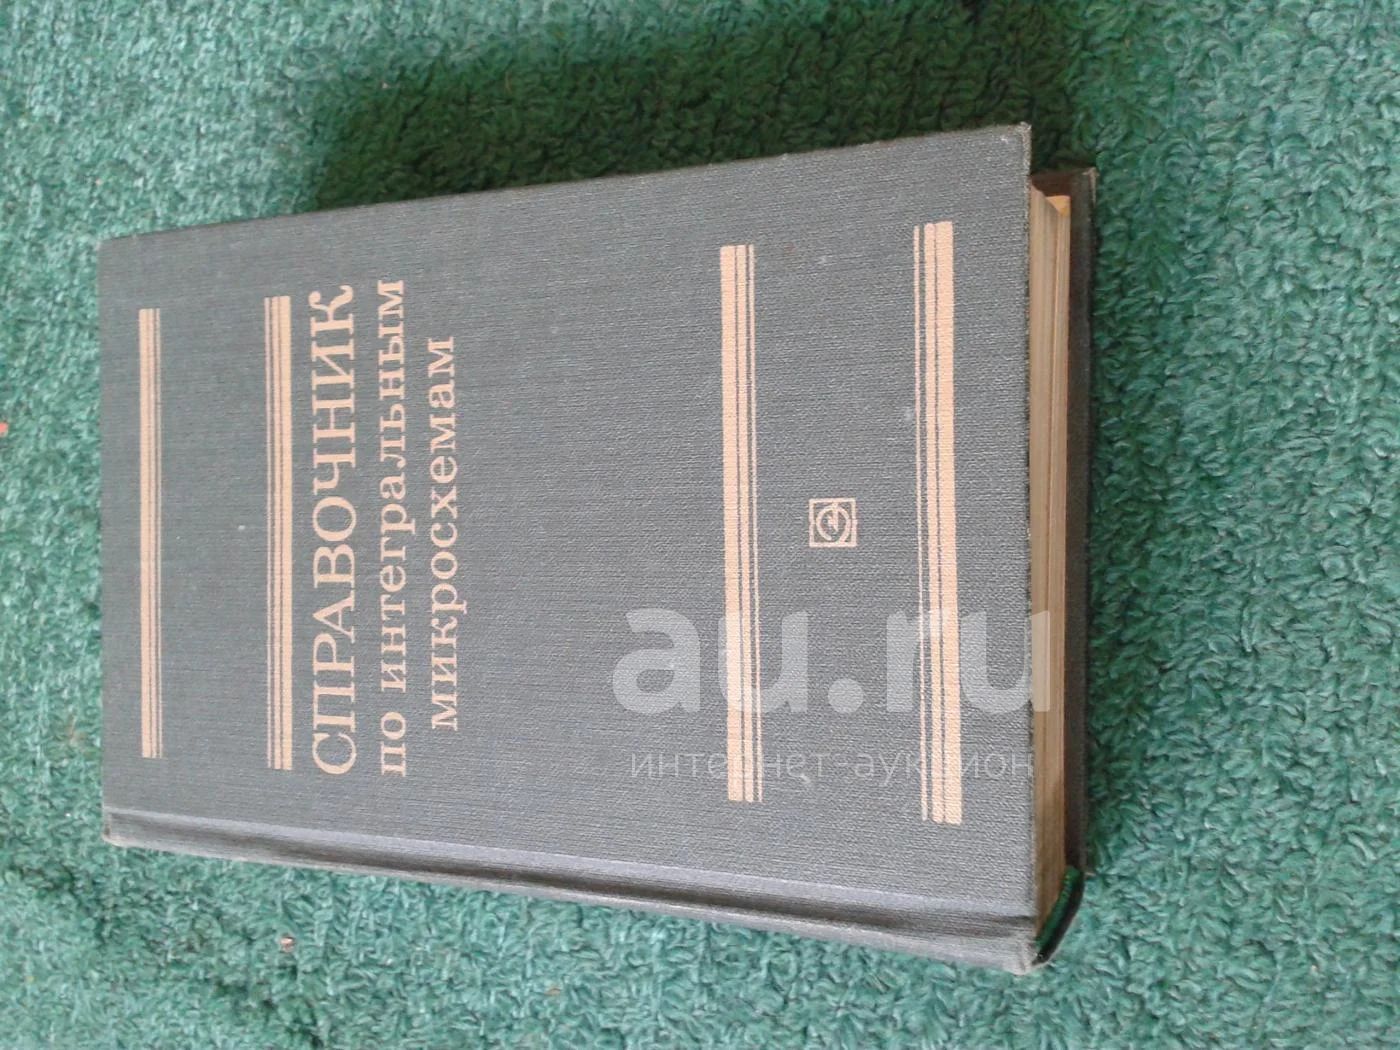 СПРАВОЧНИК
по интегральным
микросхемам
au.ru
интернет-аукцион